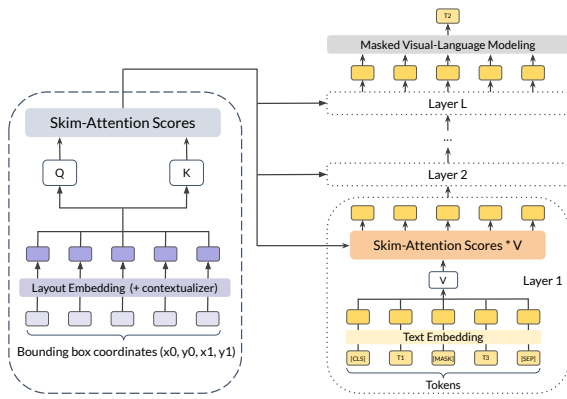 T2
Masked Visual-Language Modeling
Layer L
...
Layer 2
Skim-Attention Scores
Q
K
Layout Embedding (+ contextualizer)
Bounding box coordinates (x0, y0, x1, y1)
Skim-Attention Scores * V
V
Layer 1
Text Embedding
[CLS] T1 [MASK] T3 [SEP]
Tokens